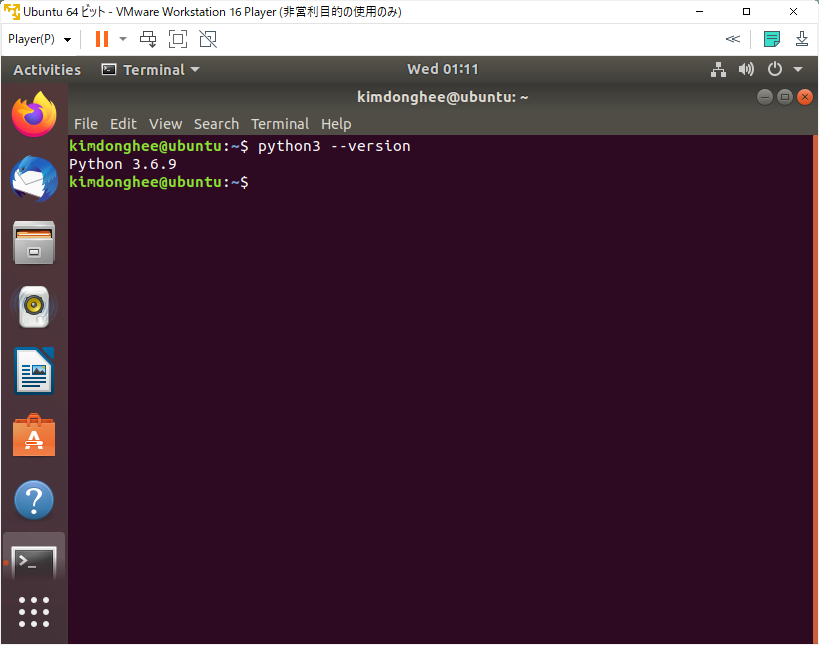 Ubuntu 64 ビット - VMware Workstation 16 Player (非営利目的の使用のみ)
Player(P)
Activities Terminal Wed 01:11
kimdonghee@ubuntu: ~
File Edit View Search Terminal Help
kimdonghee@ubuntu:~$ python3 --version
Python 3.6.9
kimdonghee@ubuntu:~$